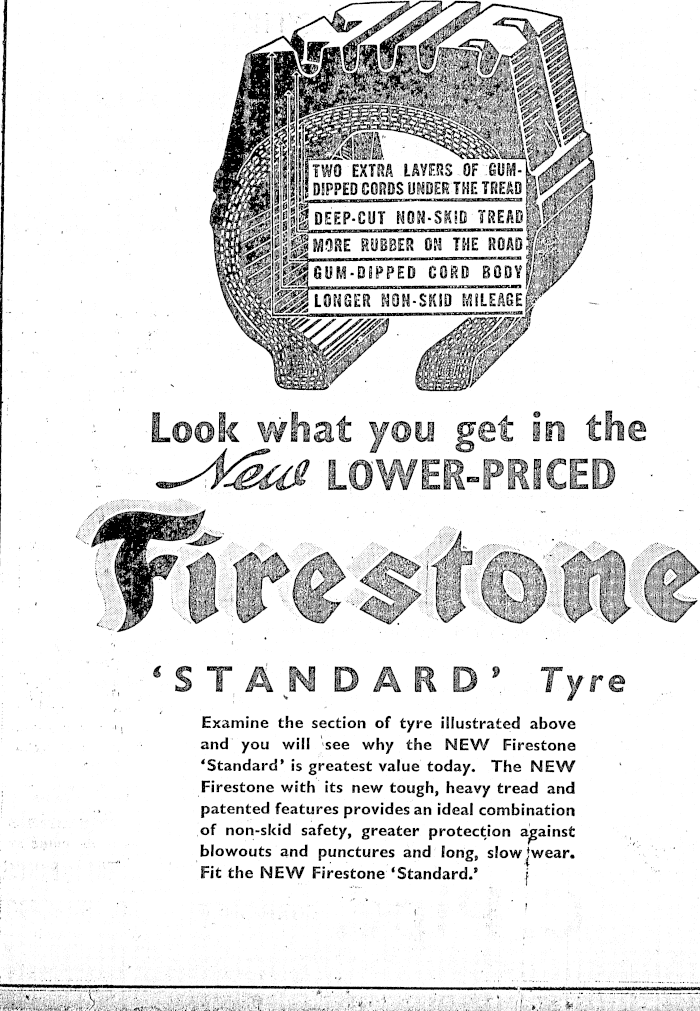 TWO EXTRA LAYERS OF GUM-
DIPPED CORDS UNDER THE TREAD
DEEP-CUT NON-SKID TREAD
MORE RUBBER ON THE ROAD
GUM-DIPPED CORD BODY
LONGER NON-SKID MILEAGE
Look what you get in the
New LOWER-PRICED
Firestone
‘STANDARD’ Tyre
Examine the section of tyre illustrated above
and you will see why the NEW Firestone
‘Standard’ is greatest value today. The NEW
Firestone with its new tough, heavy tread and
patented features provides an ideal combination
of non-skid safety, greater protection against
blowouts and punctures and long, slow wear.
Fit the NEW Firestone ‘Standard.’